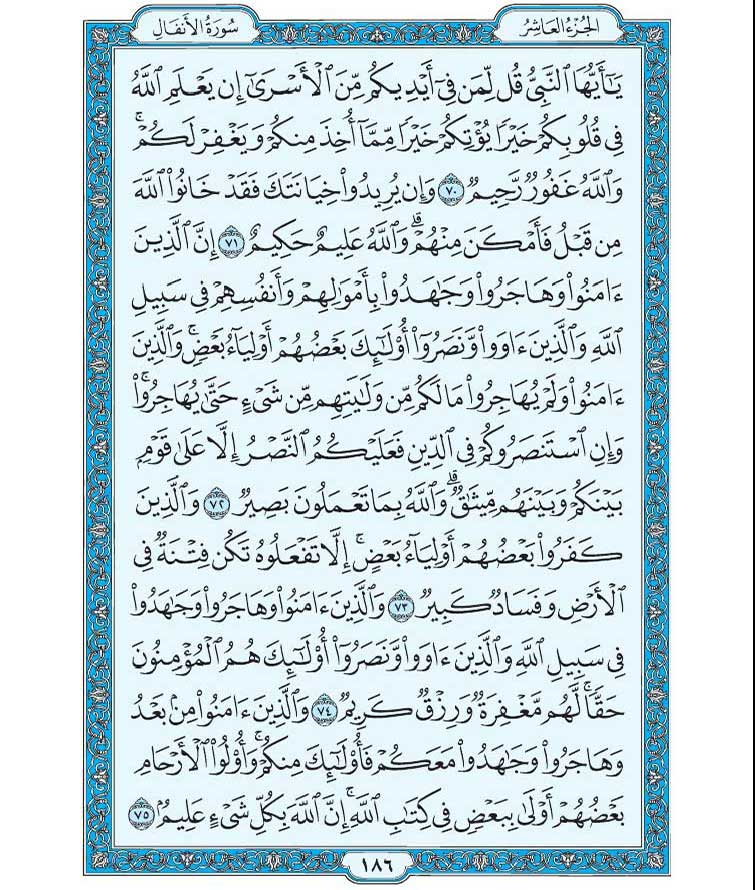 الجُزءُ العَاشِرُ
سُورَةُ الأَنفَالِ
يَـٰٓأَيُّهَا ٱلنَّبِيُّ قُل لِّمَن فِىٓ أَيْدِيكُم مِّنَ ٱلْأَسْرَىٰٓ إِن يَعْلَمِ ٱللَّهُ
فِى قُلُوبِكُمْ خَيْرًا يُؤْتِكُمْ خَيْرًا مِّمَّآ أُخِذَ مِنكُمْ وَيَغْفِرْ لَكُمْ ۗ
وَٱللَّهُ غَفُورٌ رَّحِيمٌ ٧٠ وَإِن يُرِيدُوا۟ خِيَانَتَكَ فَقَدْ خَانُوا۟ ٱللَّهَ
مِن قَبْلُ فَأَمْكَنَ مِنْهُمْ ۗ وَٱللَّهُ عَلِيمٌ حَكِيمٌ ٧١ إِنَّ ٱلَّذِينَ
ءَامَنُوا۟ وَهَاجَرُوا۟ وَجَـٰهَدُوا۟ بِأَمْوَٰلِهِمْ وَأَنفُسِهِمْ فِى سَبِيلِ
ٱللَّهِ وَٱلَّذِينَ ءَاوَوا۟ وَّنَصَرُوٓا۟ أُو۟لَـٰٓئِكَ بَعْضُهُمْ أَوْلِيَآءُ بَعْضٍ ۚ وَٱلَّذِينَ
ءَامَنُوا۟ وَلَمْ يُهَاجِرُوا۟ مَا لَكُم مِّن وَلَـٰيَتِهِم مِّن شَىْءٍ حَتَّىٰ يُهَاجِرُوا۟ ۚ
وَإِنِ ٱسْتَنصَرُوكُمْ فِى ٱلدِّينِ فَعَلَيْكُمُ ٱلنَّصْرُ إِلَّا عَلَىٰ قَوْمٍۭ
بَيْنَكُمْ وَبَيْنَهُم مِّيثَـٰقٌ ۗ وَٱللَّهُ بِمَا تَعْمَلُونَ بَصِيرٌ ٧٢ وَٱلَّذِينَ
كَفَرُوا۟ بَعْضُهُمْ أَوْلِيَآءُ بَعْضٍ ۚ إِلَّا تَفْعَلُوهُ تَكُن فِتْنَةٌ فِى
ٱلْأَرْضِ وَفَسَادٌ كَبِيرٌ ٧٣ وَٱلَّذِينَ ءَامَنُوا۟ وَهَاجَرُوا۟ وَجَـٰهَدُوا۟
فِى سَبِيلِ ٱللَّهِ وَٱلَّذِينَ ءَاوَوا۟ وَّنَصَرُوٓا۟ أُو۟لَـٰٓئِكَ هُمُ ٱلْمُؤْمِنُونَ
حَقًّا ۚ لَّهُم مَّغْفِرَةٌ وَرِزْقٌ كَرِيمٌ ٧٤ وَٱلَّذِينَ ءَامَنُوا۟ مِنۢ بَعْدُ
وَهَاجَرُوا۟ وَجَـٰهَدُوا۟ مَعَكُمْ فَأُو۟لَـٰٓئِكَ مِنكُمْ ۚ وَأُو۟لُوا۟ ٱلْأَرْحَامِ
بَعْضُهُمْ أَوْلَىٰ بِبَعْضٍ فِى كِتَـٰبِ ٱللَّهِ ۗ إِنَّ ٱللَّهَ بِكُلِّ شَىْءٍ عَلِيمٌۢ ٧٥
١٨٦